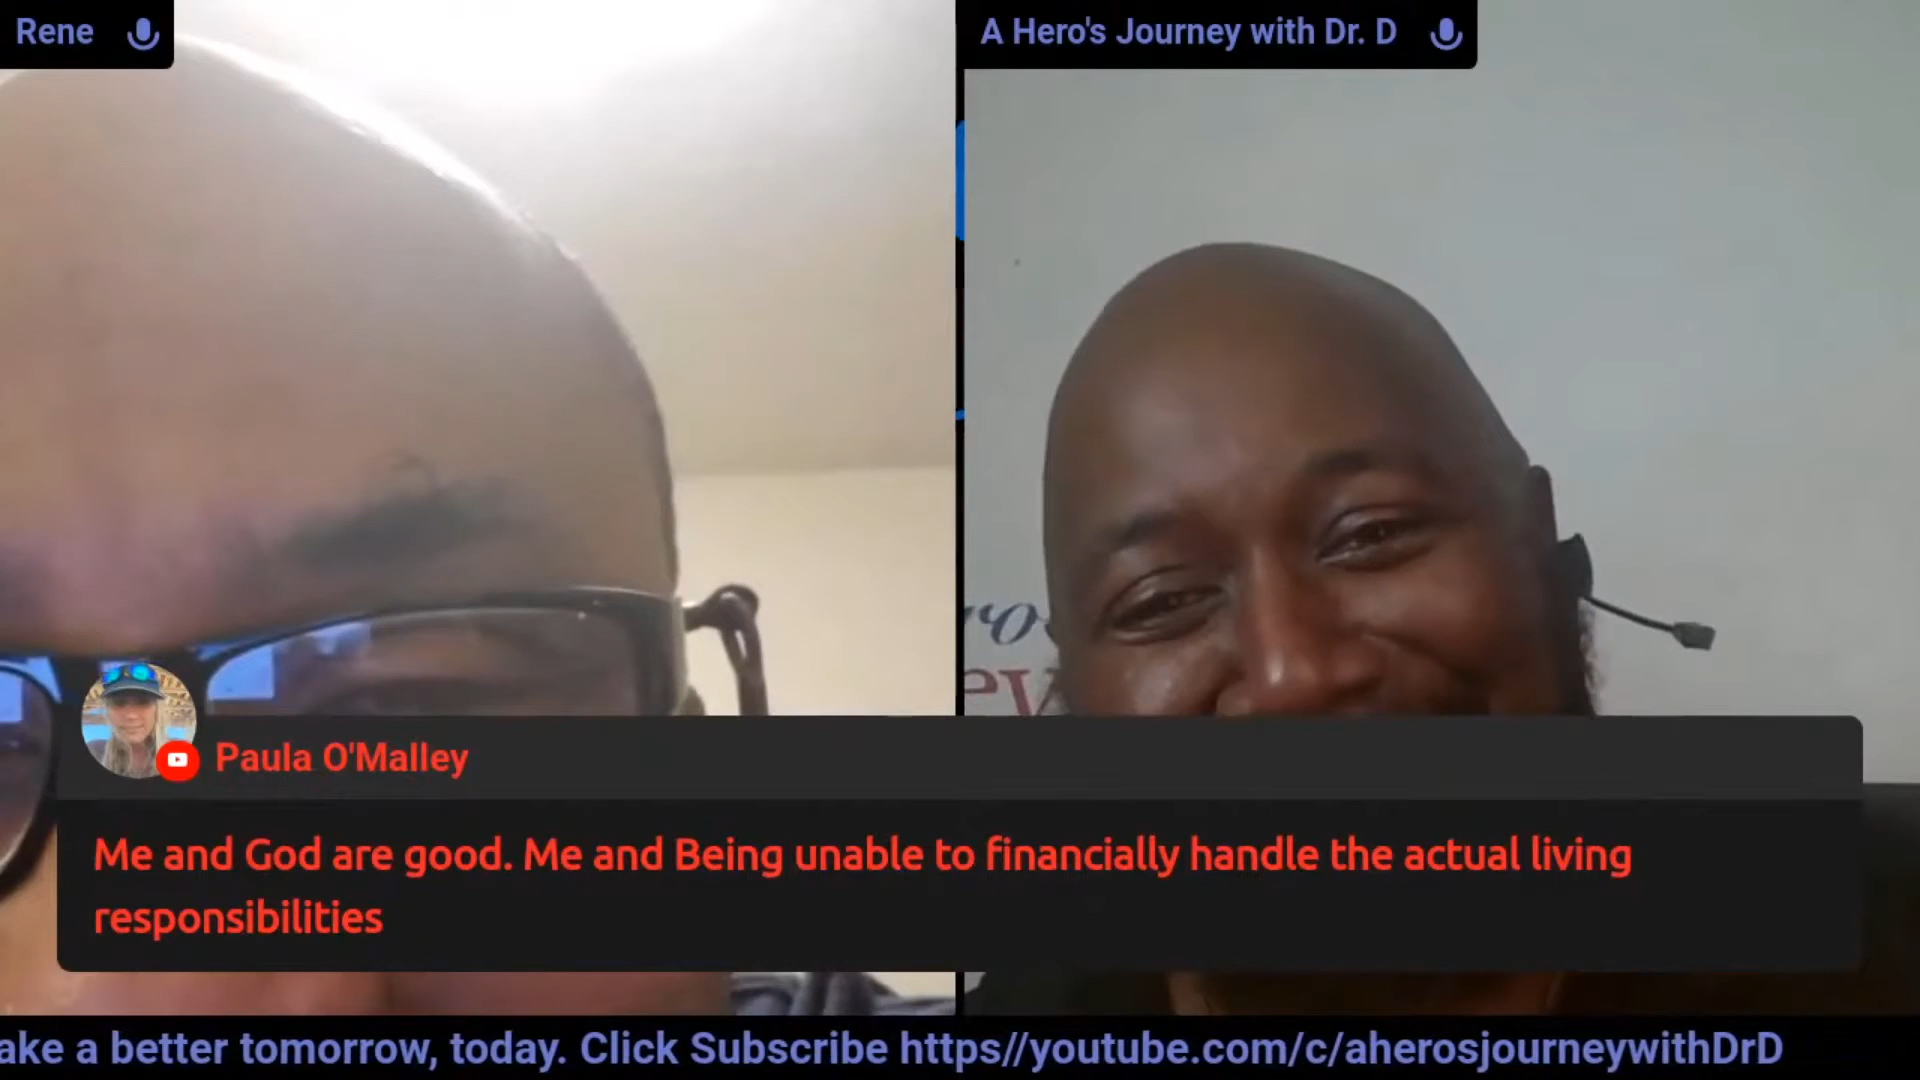 Rene
A Hero's Journey with Dr. D
Paula O'Malley
Me and God are good. Me and Being unable to financially handle the actual living
responsibilities
ake a better tomorrow, today. Click Subscribe https//youtube.com/c/aherosjourneywithDrD